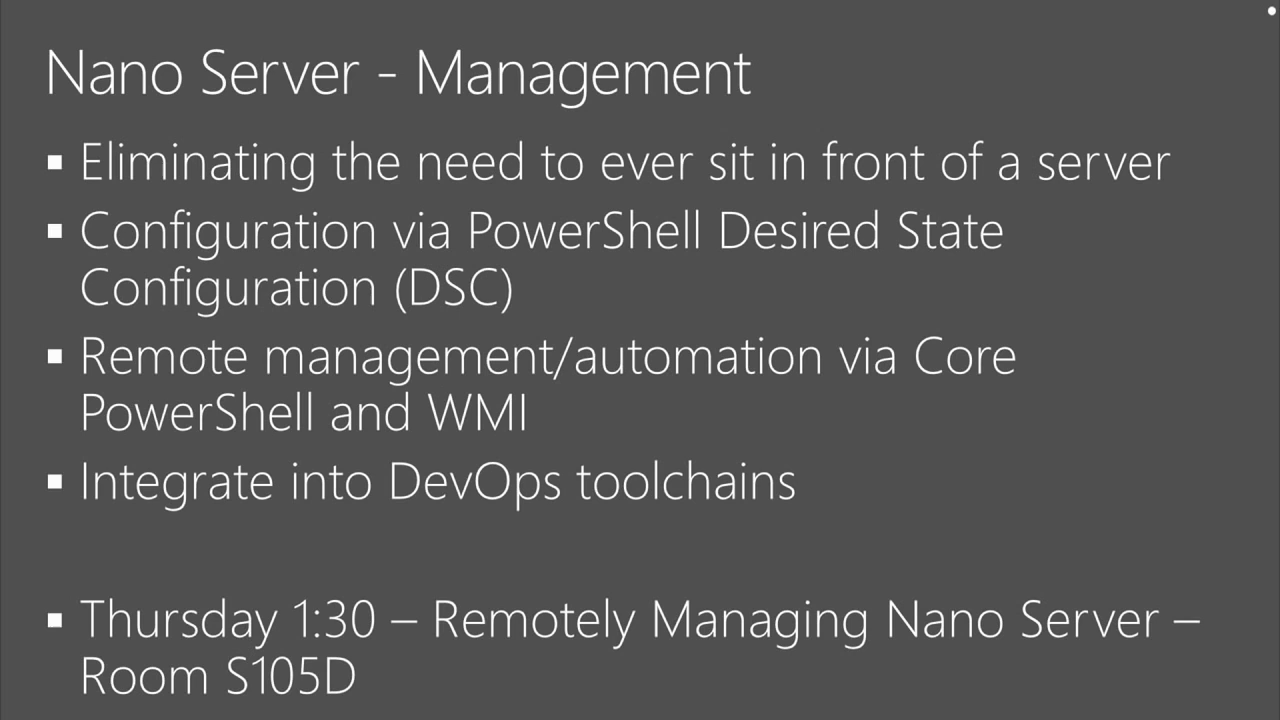 Nano Server - Management
▪ Eliminating the need to ever sit in front of a server
▪ Configuration via PowerShell Desired State
Configuration (DSC)
▪ Remote management/automation via Core
PowerShell and WMI
▪ Integrate into DevOps toolchains
▪ Thursday 1:30 – Remotely Managing Nano Server –
Room S105D